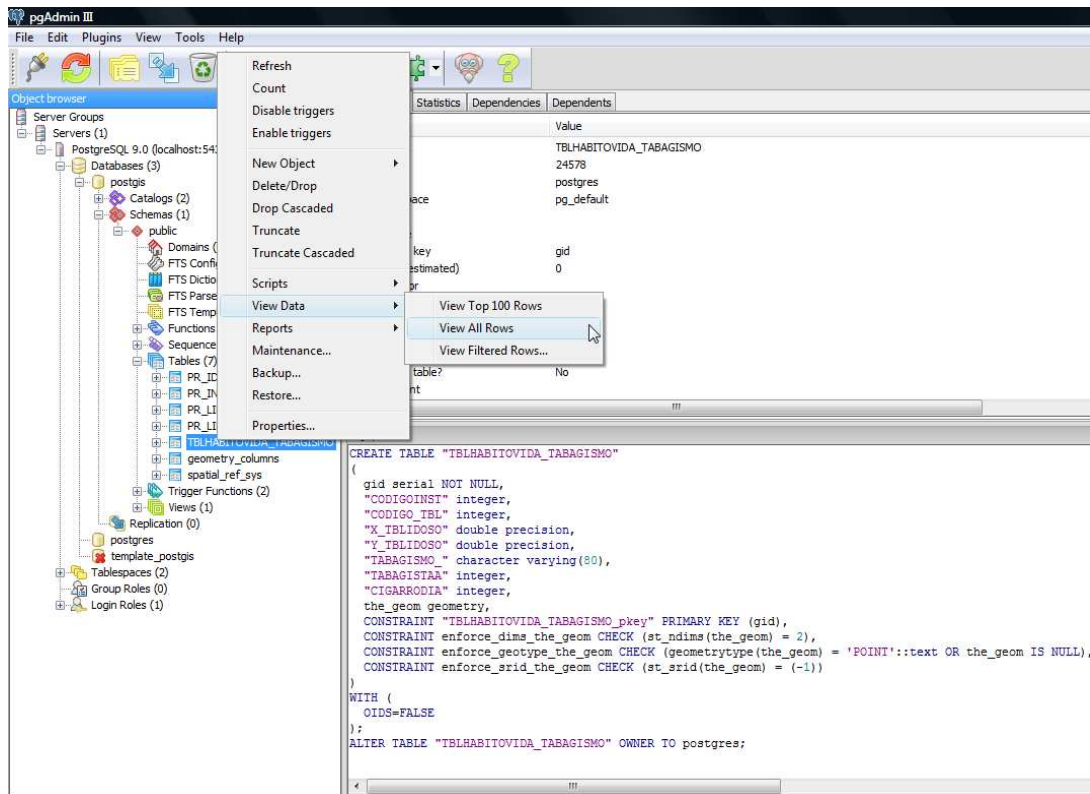 pgAdmin III
File Edit Plugins View Tools Help
Object browser
Server Groups
Servers (1)
PostgreSQL 9.0 (localhost:54
Databases (3)
postgis
Catalogs (2)
Schemas (1)
public
Domains (
FTS Confi
FTS Dictio
FTS Parse
FTS Temp
Functions
Sequence
Tables (7)
PR_ID
PR_IN
PR_LI
PR_LI
TBLHABITOVIDA_TABAGISMO
geometry_columns
spatial_ref_sys
Trigger Functions (2)
Views (1)
Replication (0)
postgres
template_postgis
Tablespaces (2)
Group Roles (0)
Login Roles (1)
Refresh
Count
Disable triggers
Enable triggers
New Object
Delete/Drop
Drop Cascaded
Truncate
Truncate Cascaded
Scripts
View Data
Reports
Maintenance...
Backup...
Restore...
Properties...
View Top 100 Rows
View All Rows
View Filtered Rows...
Statistics Dependencies Dependents
Value
TBLHABITOVIDA_TABAGISMO
24578
postgres
ace pg_default
key gid
estimated) 0
or
table? No
nt
CREATE TABLE "TBLHABITOVIDA_TABAGISMO"
(
gid serial NOT NULL,
"CODIGOINST" integer,
"CODIGO_TBL" integer,
"X_TBLIDOSO" double precision,
"Y_TBLIDOSO" double precision,
"TABAGISMO_" character varying(80),
"TABAGISTAA" integer,
"CIGARRODIA" integer,
the_geom geometry,
CONSTRAINT "TBLHABITOVIDA_TABAGISMO_pkey" PRIMARY KEY (gid),
CONSTRAINT enforce_dims_the_geom CHECK (st_ndims(the_geom) = 2),
CONSTRAINT enforce_geotype_the_geom CHECK (geometrytype(the_geom) = 'POINT'::text OR the_geom IS NULL),
CONSTRAINT enforce_srid_the_geom CHECK (st_srid(the_geom) = (-1))
)
WITH (
OIDS=FALSE
);
ALTER TABLE "TBLHABITOVIDA_TABAGISMO" OWNER TO postgres;